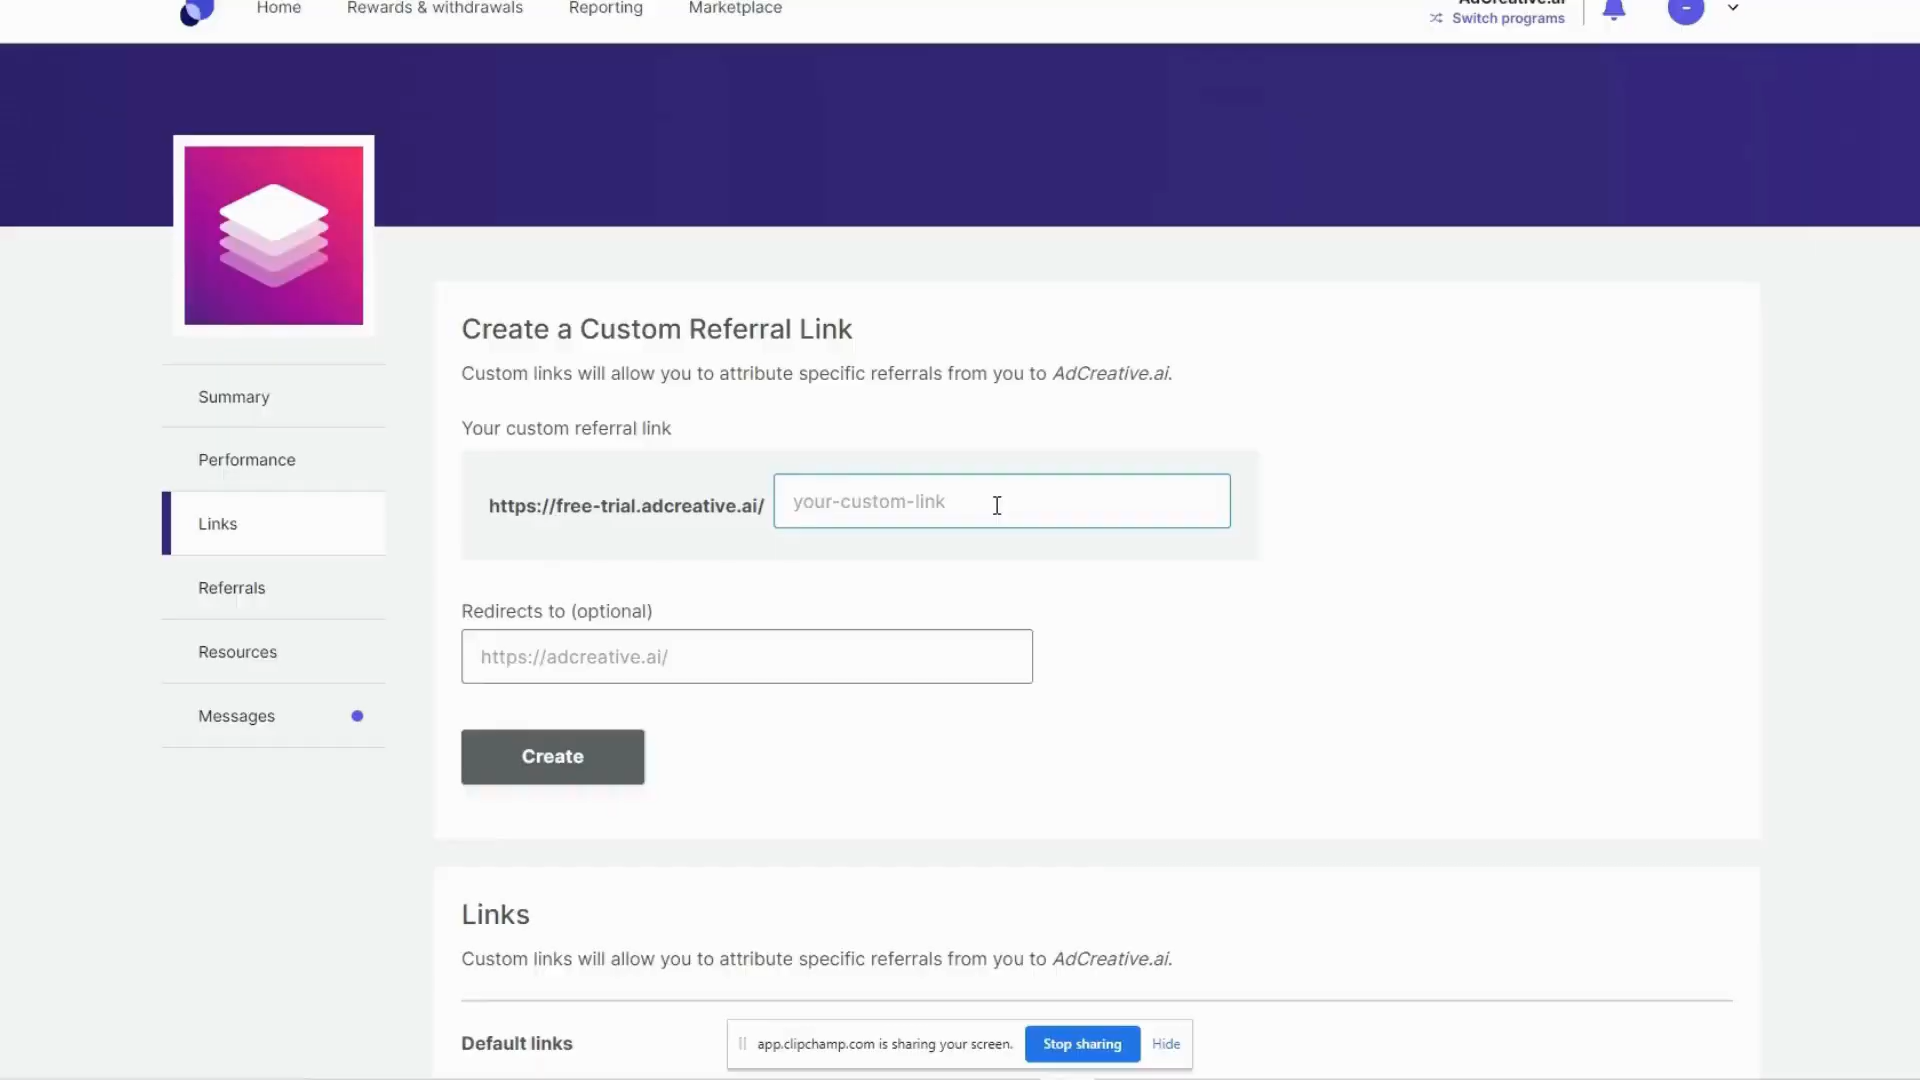 Home
Rewards & withdrawals
Reporting
Marketplace
AdCreative.ai
Switch programs
-
Summary
Performance
Links
Referrals
Resources
Messages
Create a Custom Referral Link
Custom links will allow you to attribute specific referrals from you to AdCreative.ai.
Your custom referral link
https://free-trial.adcreative.ai/ your-custom-link
Redirects to (optional)
https://adcreative.ai/
Create
Links
Custom links will allow you to attribute specific referrals from you to AdCreative.ai.
Default links
app.clipchamp.com is sharing your screen. Stop sharing Hide